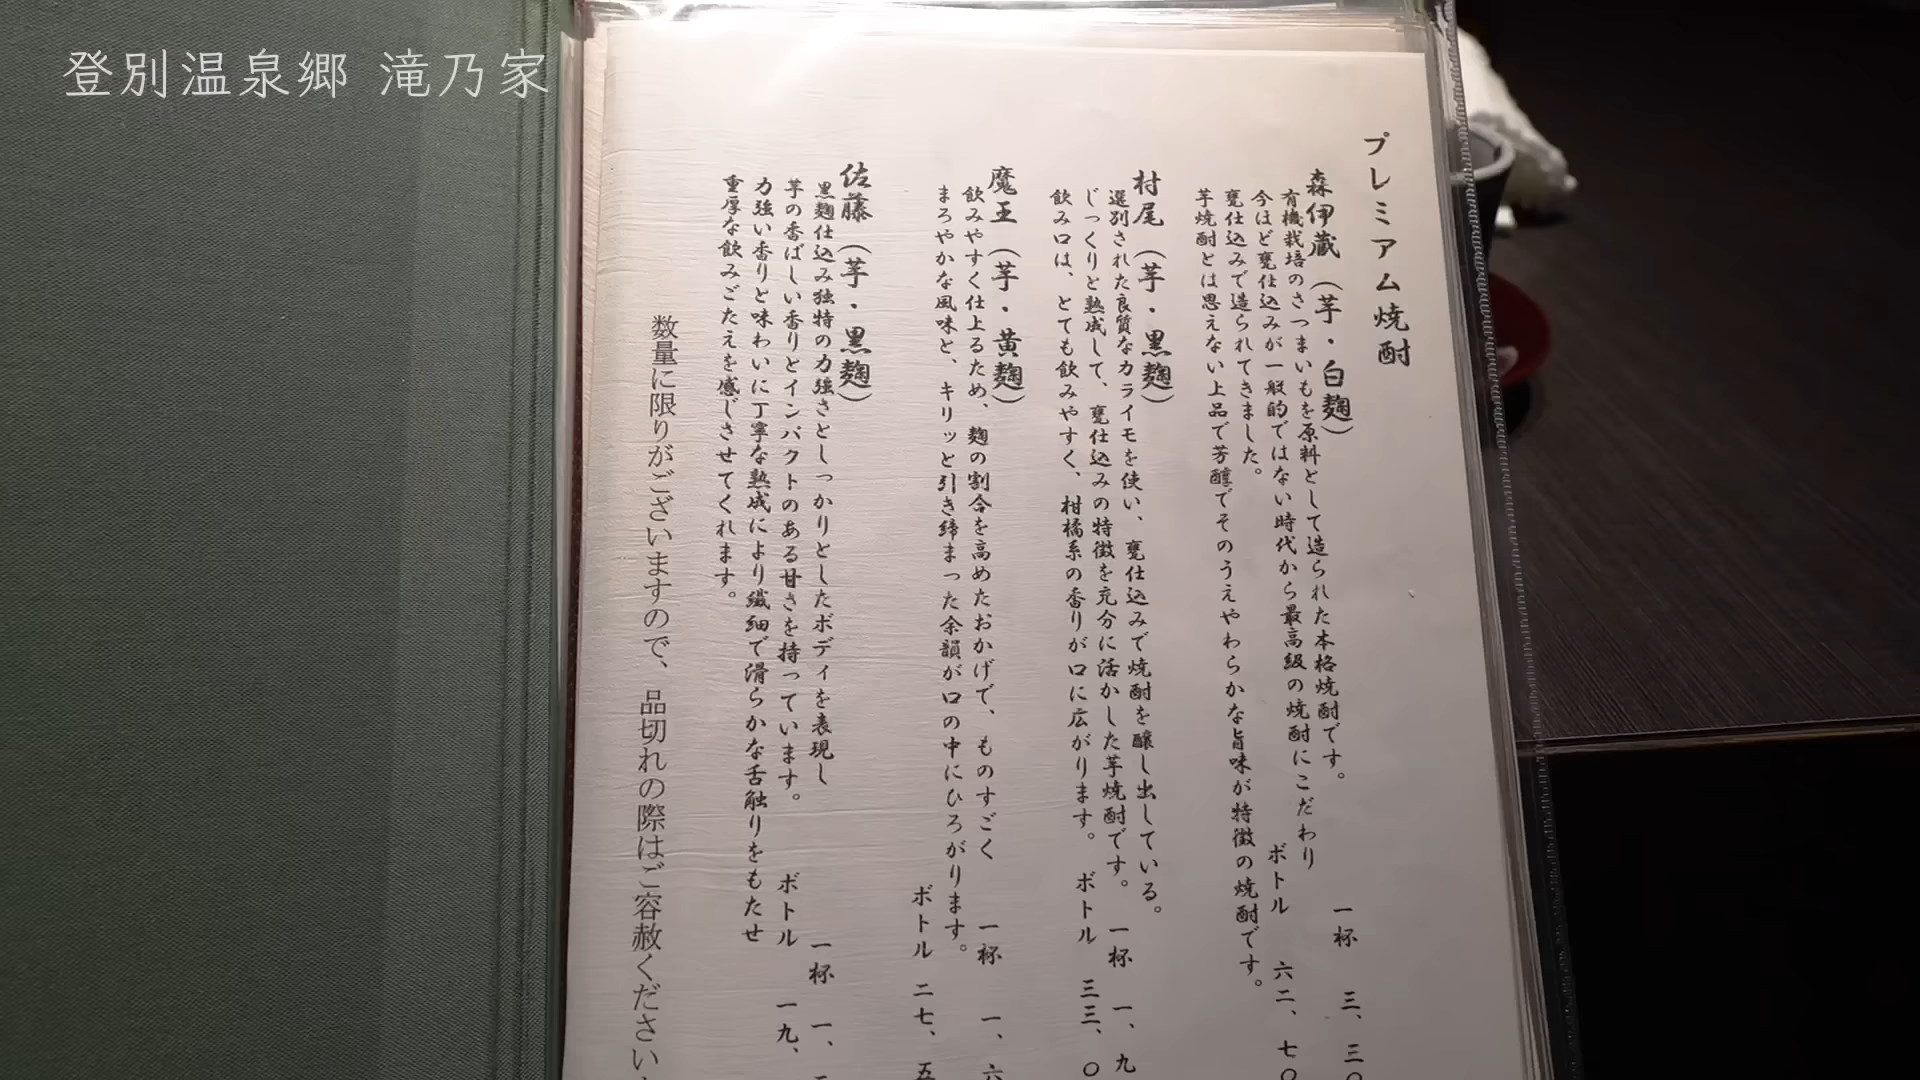 登別温泉郷 滝乃家
プレミアム焼酎
森伊蔵(芋・白麹)
有機栽培のさつまいもを原料として造られた本格焼酎です。
一杯 三、三〇
今ほど甕仕込みが一般的ではない時代から最高級の焼酎にこだわり
甕仕込みで造られてきました。
ボトル 六二、七〇
芋焼酎とは思えない上品で芳醇でそのうえやわらかな旨味が特徴の焼酎です。
村尾(芋・黒麹)
選別された良質なカライモを使い、甕仕込みで焼酎を醸し出している。
一杯 一、九
じっくりと熟成して、甕仕込みの特徴を充分に活かした芋焼酎です。
ボトル 三三、〇
飲み口は、とても飲みやすく、柑橘系の香りが口に広がります。
魔王(芋・黄麹)
飲みやすく仕上るため、麹の割合を高めたおかげで、ものすごく
一杯 一、六
まろやかな風味と、キリッと引き締まった余韻が口の中にひろがります。
ボトル 二七、五
佐藤(芋・黒麹)
黒麹仕込み独特の力強さとしっかりとしたボディを表現し
一杯 一、
芋の香ばしい香りとインパクトのある甘さを持っています。
ボトル 一九、
力強い香りと味わいに丁寧な熟成により繊細で滑らかな舌触りをもたせ
重厚な飲みごたえを感じさせてくれます。
数量に限りがございますので、品切れの際はご容赦ください